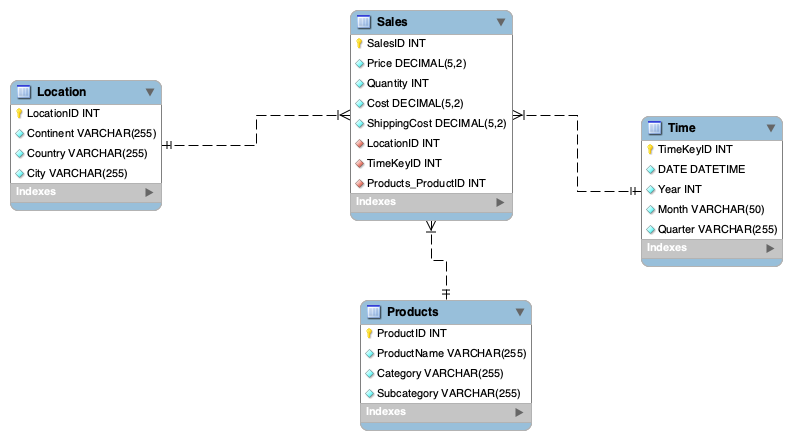 Sales
SalesID INT
Price DECIMAL(5,2)
Quantity INT
Cost DECIMAL(5,2)
ShippingCost DECIMAL(5,2)
LocationID INT
TimeKeyID INT
Products_ProductID INT
Indexes
Location
LocationID INT
Continent VARCHAR(255)
Country VARCHAR(255)
City VARCHAR(255)
Indexes
Time
TimeKeyID INT
DATE DATETIME
Year INT
Month VARCHAR(50)
Quarter VARCHAR(255)
Indexes
Products
ProductID INT
ProductName VARCHAR(255)
Category VARCHAR(255)
Subcategory VARCHAR(255)
Indexes